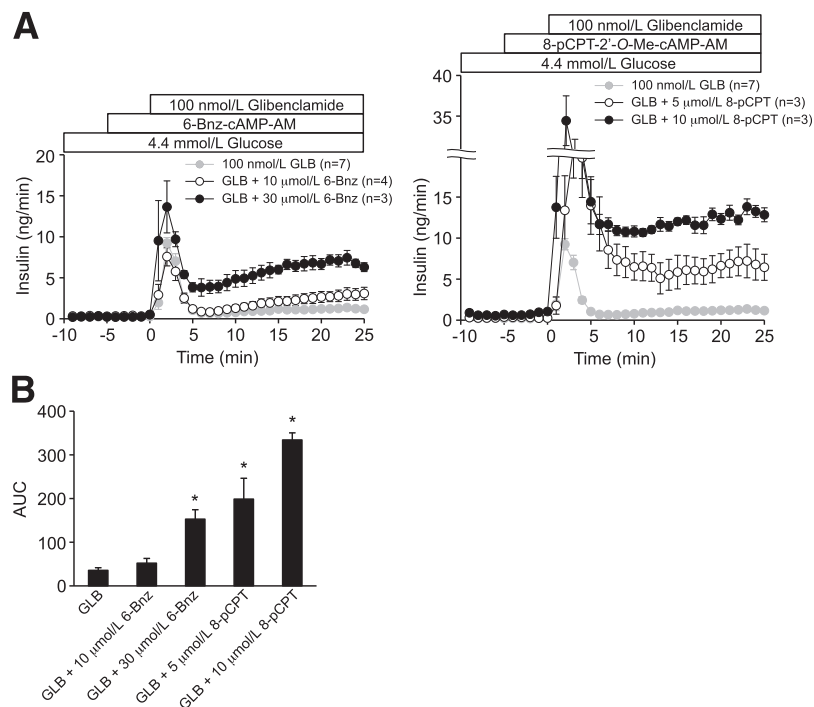 A
100 nmol/L Glibenclamide
6-Bnz-cAMP-AM
4.4 mmol/L Glucose
100 nmol/L GLB (n=7)
GLB + 10 μmol/L 6-Bnz (n=4)
GLB + 30 μmol/L 6-Bnz (n=3)
Insulin (ng/min)
20
15
10
5
0
-10 -5 0 5 10 15 20 25
Time (min)
100 nmol/L Glibenclamide
8-pCPT-2'-O-Me-cAMP-AM
4.4 mmol/L Glucose
100 nmol/L GLB (n=7)
GLB + 5 μmol/L 8-pCPT (n=3)
GLB + 10 μmol/L 8-pCPT (n=3)
Insulin (ng/min)
40
35
15
10
5
0
-10 -5 0 5 10 15 20 25
Time (min)
B
AUC
400
300
200
100
0
* * *
GLB
GLB + 10 μmol/L 6-Bnz
GLB + 30 μmol/L 6-Bnz
GLB + 5 μmol/L 8-pCPT
GLB + 10 μmol/L 8-pCPT